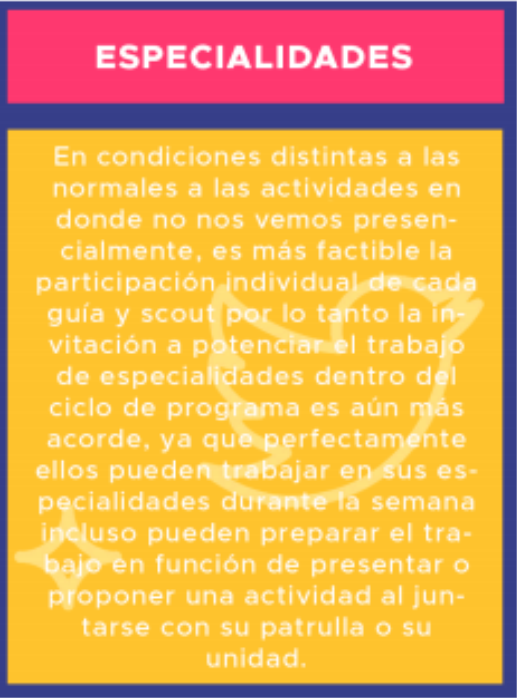 ESPECIALIDADES
En condiciones distintas a las
normales a las actividades en
donde no nos vemos presen-
cialmente, es más factible la
participación individual de cada
guía y scout por lo tanto la in-
vitación a potenciar el trabajo
de especialidades dentro del
ciclo de programa es aún más
acorde, ya que perfectamente
ellos pueden trabajar en sus es-
pecialidades durante la semana
incluso pueden preparar el tra-
bajo en función de presentar o
proponer una actividad al jun-
tarse con su patrulla o su
unidad.